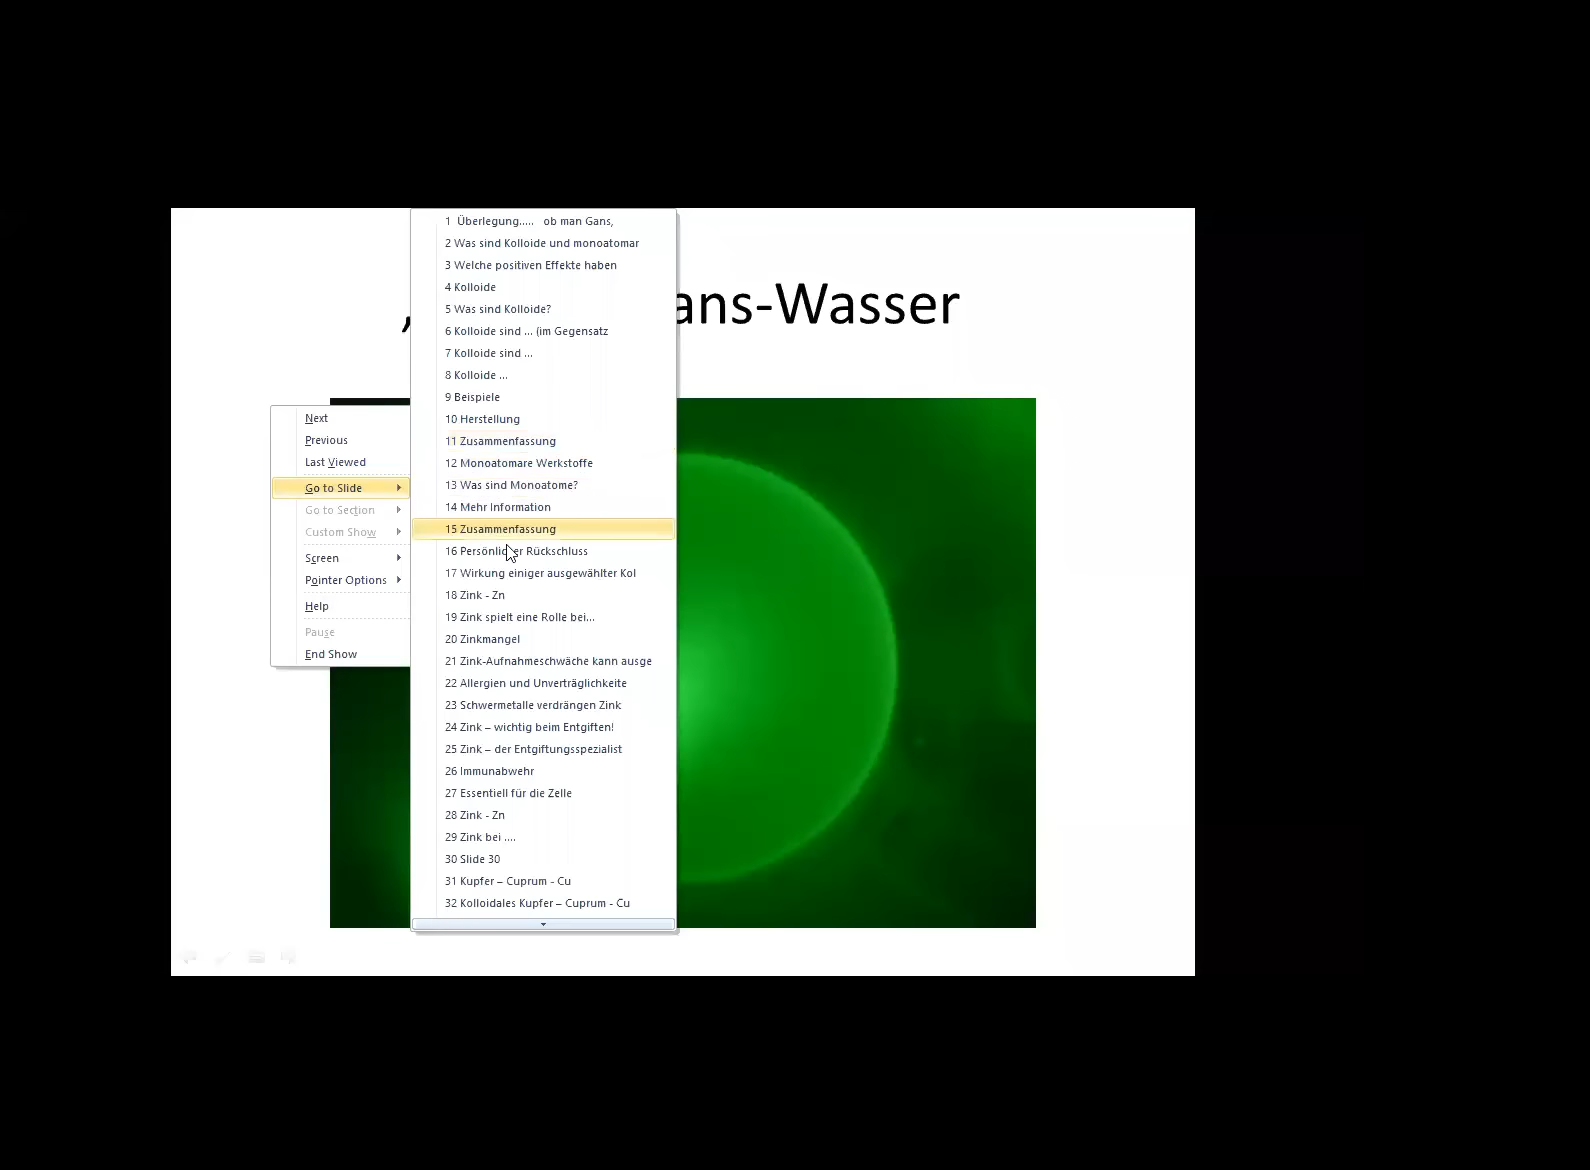 ans-Wasser
Next
Previous
Last Viewed
Go to Slide
Go to Section
Custom Show
Screen
Pointer Options
Help
Pause
End Show
1 Überlegung..... ob man Gans,
2 Was sind Kolloide und monoatomar
3 Welche positiven Effekte haben
4 Kolloide
5 Was sind Kolloide?
6 Kolloide sind ... (im Gegensatz
7 Kolloide sind ...
8 Kolloide ...
9 Beispiele
10 Herstellung
11 Zusammenfassung
12 Monoatomare Werkstoffe
13 Was sind Monoatome?
14 Mehr Information
15 Zusammenfassung
16 Persönlicher Rückschluss
17 Wirkung einiger ausgewählter Kol
18 Zink - Zn
19 Zink spielt eine Rolle bei...
20 Zinkmangel
21 Zink-Aufnahmeschwäche kann ausge
22 Allergien und Unverträglichkeite
23 Schwermetalle verdrängen Zink
24 Zink – wichtig beim Entgiften!
25 Zink – der Entgiftungsspezialist
26 Immunabwehr
27 Essentiell für die Zelle
28 Zink - Zn
29 Zink bei ....
30 Slide 30
31 Kupfer – Cuprum - Cu
32 Kolloidales Kupfer – Cuprum - Cu